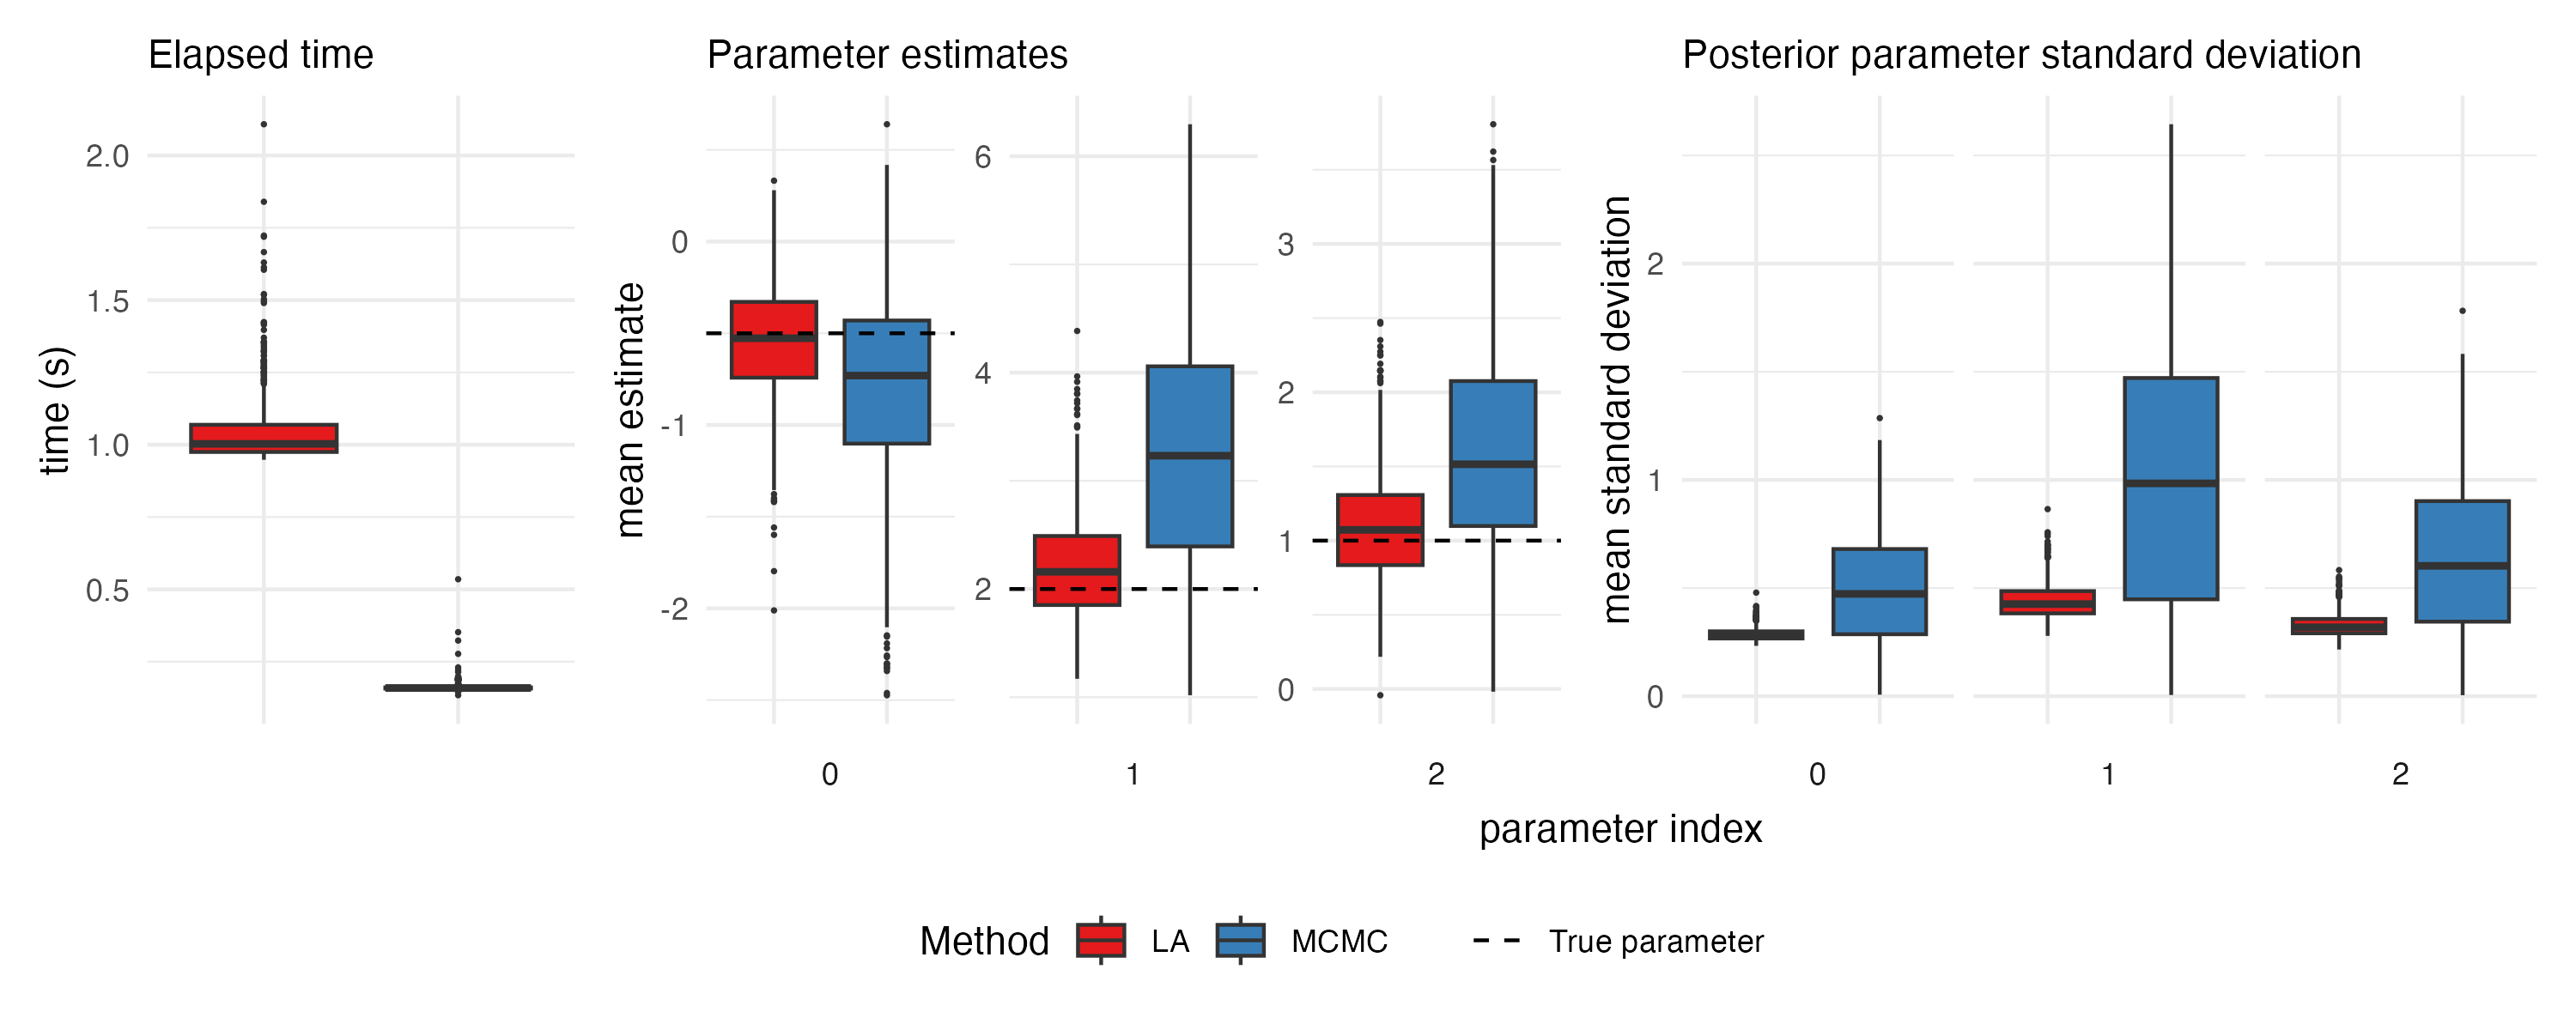 Elapsed time
Parameter estimates
Posterior parameter standard deviation
time (s)
2.0
1.5
1.0
0.5
mean estimate
0
-1
-2
6
4
2
3
2
1
0
mean standard deviation
2
1
0
0
1
2
0
1
2
parameter index
Method
LA
MCMC
True parameter